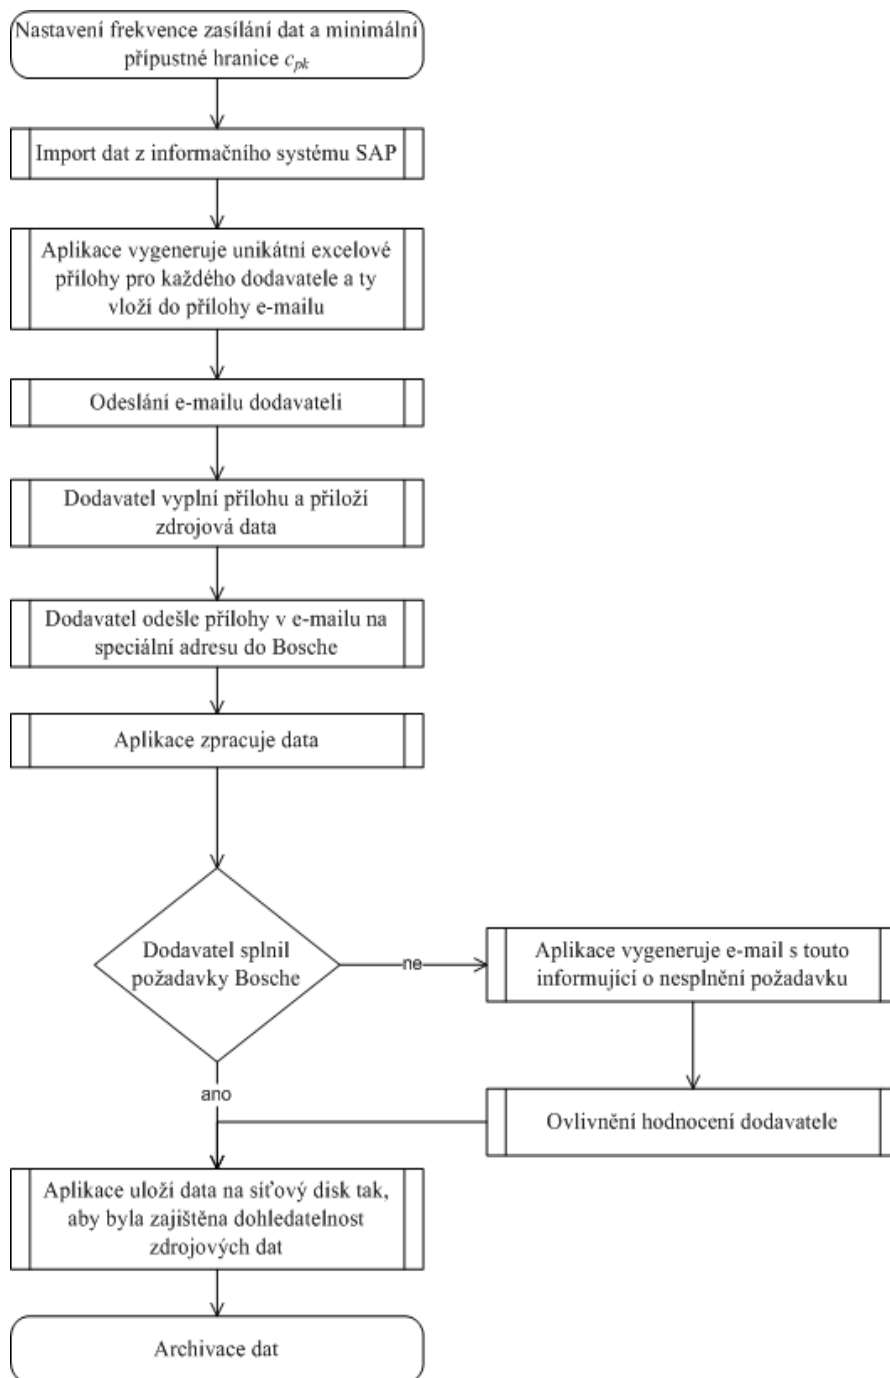 Nastavení frekvence zasílání dat a minimální
přípustné hranice cpk
Import dat z informačního systému SAP
Aplikace vygeneruje unikátní excelové
přílohy pro každého dodavatele a ty
vloží do přílohy e-mailu
Odeslání e-mailu dodavateli
Dodavatel vyplní přílohu a přiloží
zdrojová data
Dodavatel odešle přílohy v e-mailu na
speciální adresu do Bosche
Aplikace zpracuje data
Dodavatel splnil
požadavky Bosche
ne
Aplikace vygeneruje e-mail s touto
informující o nesplnění požadavku
ano
Ovlivnění hodnocení dodavatele
Aplikace uloží data na síťový disk tak,
aby byla zajištěna dohledatelnost
zdrojových dat
Archivace dat